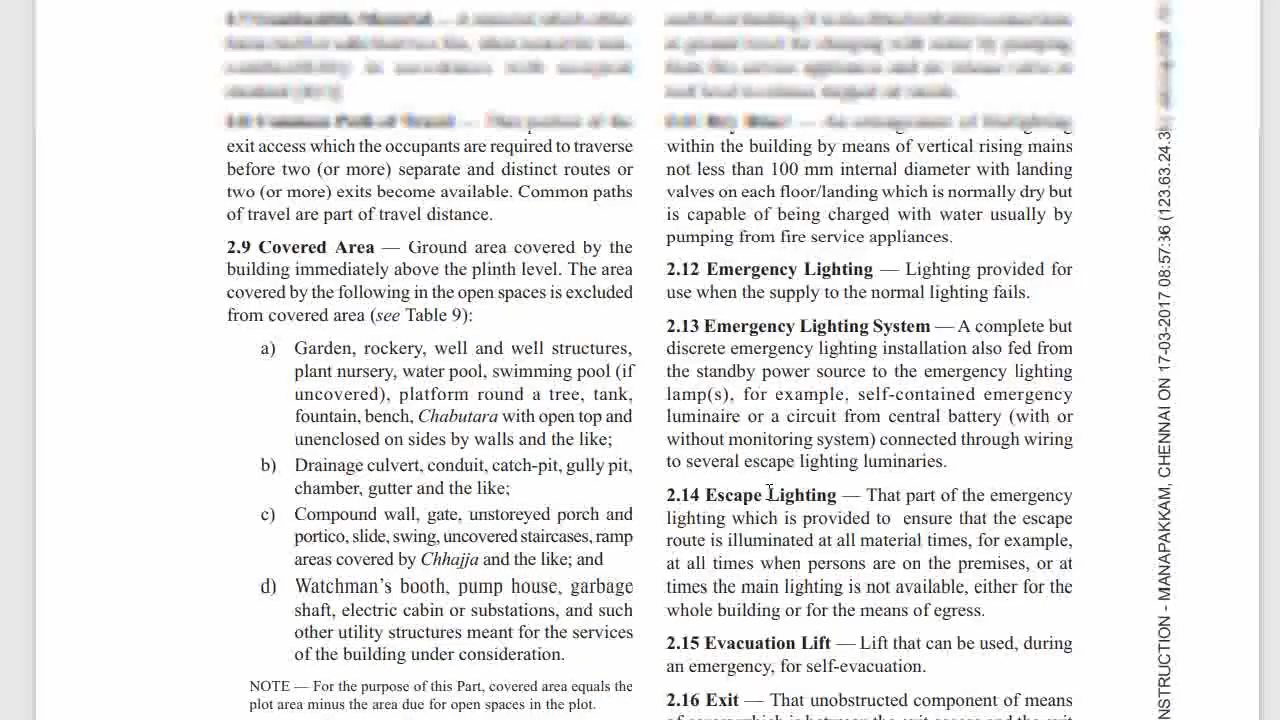 exit access which the occupants are required to traverse
before two (or more) separate and distinct routes or
two (or more) exits become available. Common paths
of travel are part of travel distance.
2.9 Covered Area — Ground area covered by the
building immediately above the plinth level. The area
covered by the following in the open spaces is excluded
from covered area (see Table 9):
a) Garden, rockery, well and well structures,
plant nursery, water pool, swimming pool (if
uncovered), platform round a tree, tank,
fountain, bench, Chabutara with open top and
unenclosed on sides by walls and the like;
b) Drainage culvert, conduit, catch-pit, gully pit,
chamber, gutter and the like;
c) Compound wall, gate, unstoreyed porch and
portico, slide, swing, uncovered staircases, ramp
areas covered by Chhajja and the like; and
d) Watchman's booth, pump house, garbage
shaft, electric cabin or substations, and such
other utility structures meant for the services
of the building under consideration.
NOTE — For the purpose of this Part, covered area equals the
plot area minus the area due for open spaces in the plot.
within the building by means of vertical rising mains
not less than 100 mm internal diameter with landing
valves on each floor/landing which is normally dry but
is capable of being charged with water usually by
pumping from fire service appliances.
2.12 Emergency Lighting — Lighting provided for
use when the supply to the normal lighting fails.
2.13 Emergency Lighting System — A complete but
discrete emergency lighting installation also fed from
the standby power source to the emergency lighting
lamp(s), for example, self-contained emergency
luminaire or a circuit from central battery (with or
without monitoring system) connected through wiring
to several escape lighting luminaries.
2.14 Escape Lighting — That part of the emergency
lighting which is provided to ensure that the escape
route is illuminated at all material times, for example,
at all times when persons are on the premises, or at
times the main lighting is not available, either for the
whole building or for the means of egress.
2.15 Evacuation Lift — Lift that can be used, during
an emergency, for self-evacuation.
2.16 Exit — That unobstructed component of means
NSTRUCTION - MANAPAKKAM, CHENNAI ON 17-03-2017 08:57:36 (123.63.24.3